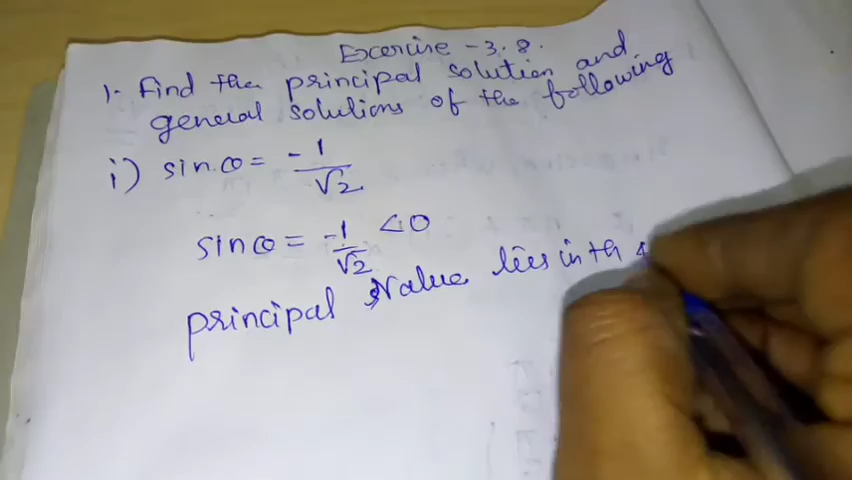 Exercise - 3.8.
1. Find the principal solution and
general solutions of the following
i) sin θ = -1/√2
sin θ = -1/√2 < 0
principal value lies in th